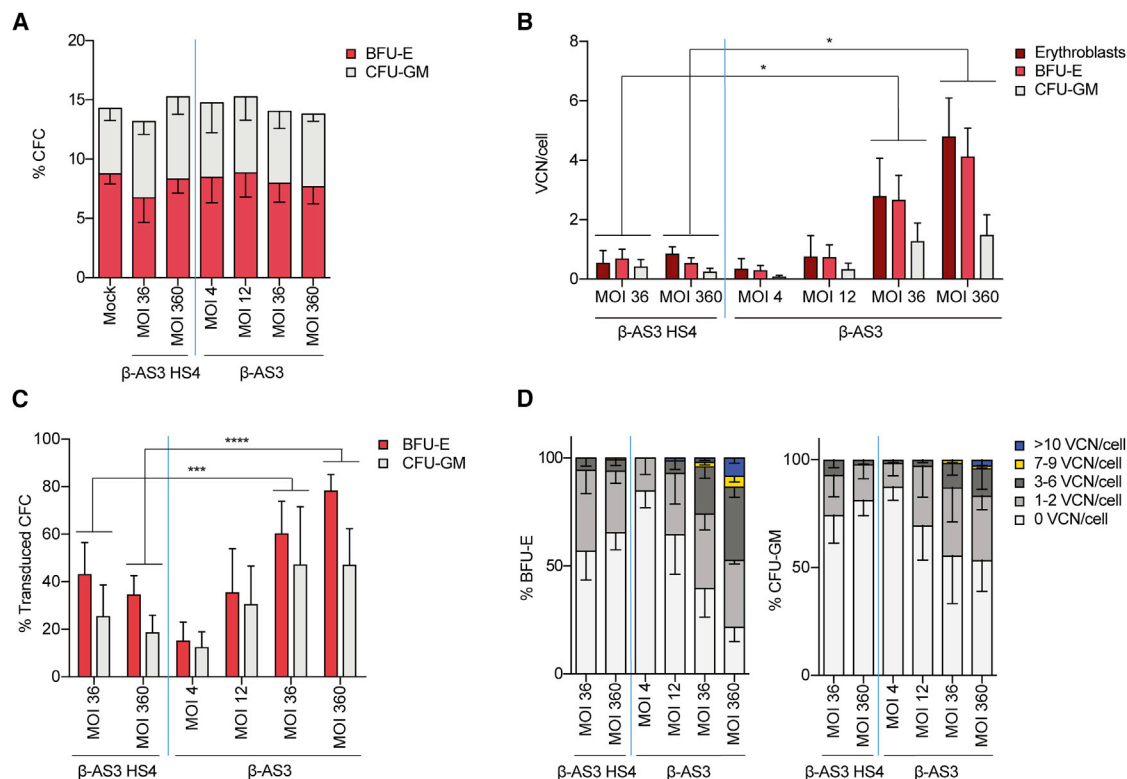 A
20
15
10
5
0
% CFC
BFU-E
CFU-GM
Mock
MOI 36
MOI 360
MOI 4
MOI 12
MOI 36
MOI 360
β-AS3 HS4
β-AS3
B
8
6
4
2
0
VCN/cell
*
*
Erythroblasts
BFU-E
CFU-GM
MOI 36
MOI 360
MOI 4
MOI 12
MOI 36
MOI 360
β-AS3 HS4
β-AS3
C
100
80
60
40
20
0
% Transduced CFC
****
***
BFU-E
CFU-GM
MOI 36
MOI 360
MOI 4
MOI 12
MOI 36
MOI 360
β-AS3 HS4
β-AS3
D
100
50
0
% BFU-E
MOI 36
MOI 360
MOI 4
MOI 12
MOI 36
MOI 360
β-AS3 HS4
β-AS3
100
50
0
% CFU-GM
MOI 36
MOI 360
MOI 4
MOI 12
MOI 36
MOI 360
β-AS3 HS4
β-AS3
>10 VCN/cell
7-9 VCN/cell
3-6 VCN/cell
1-2 VCN/cell
0 VCN/cell